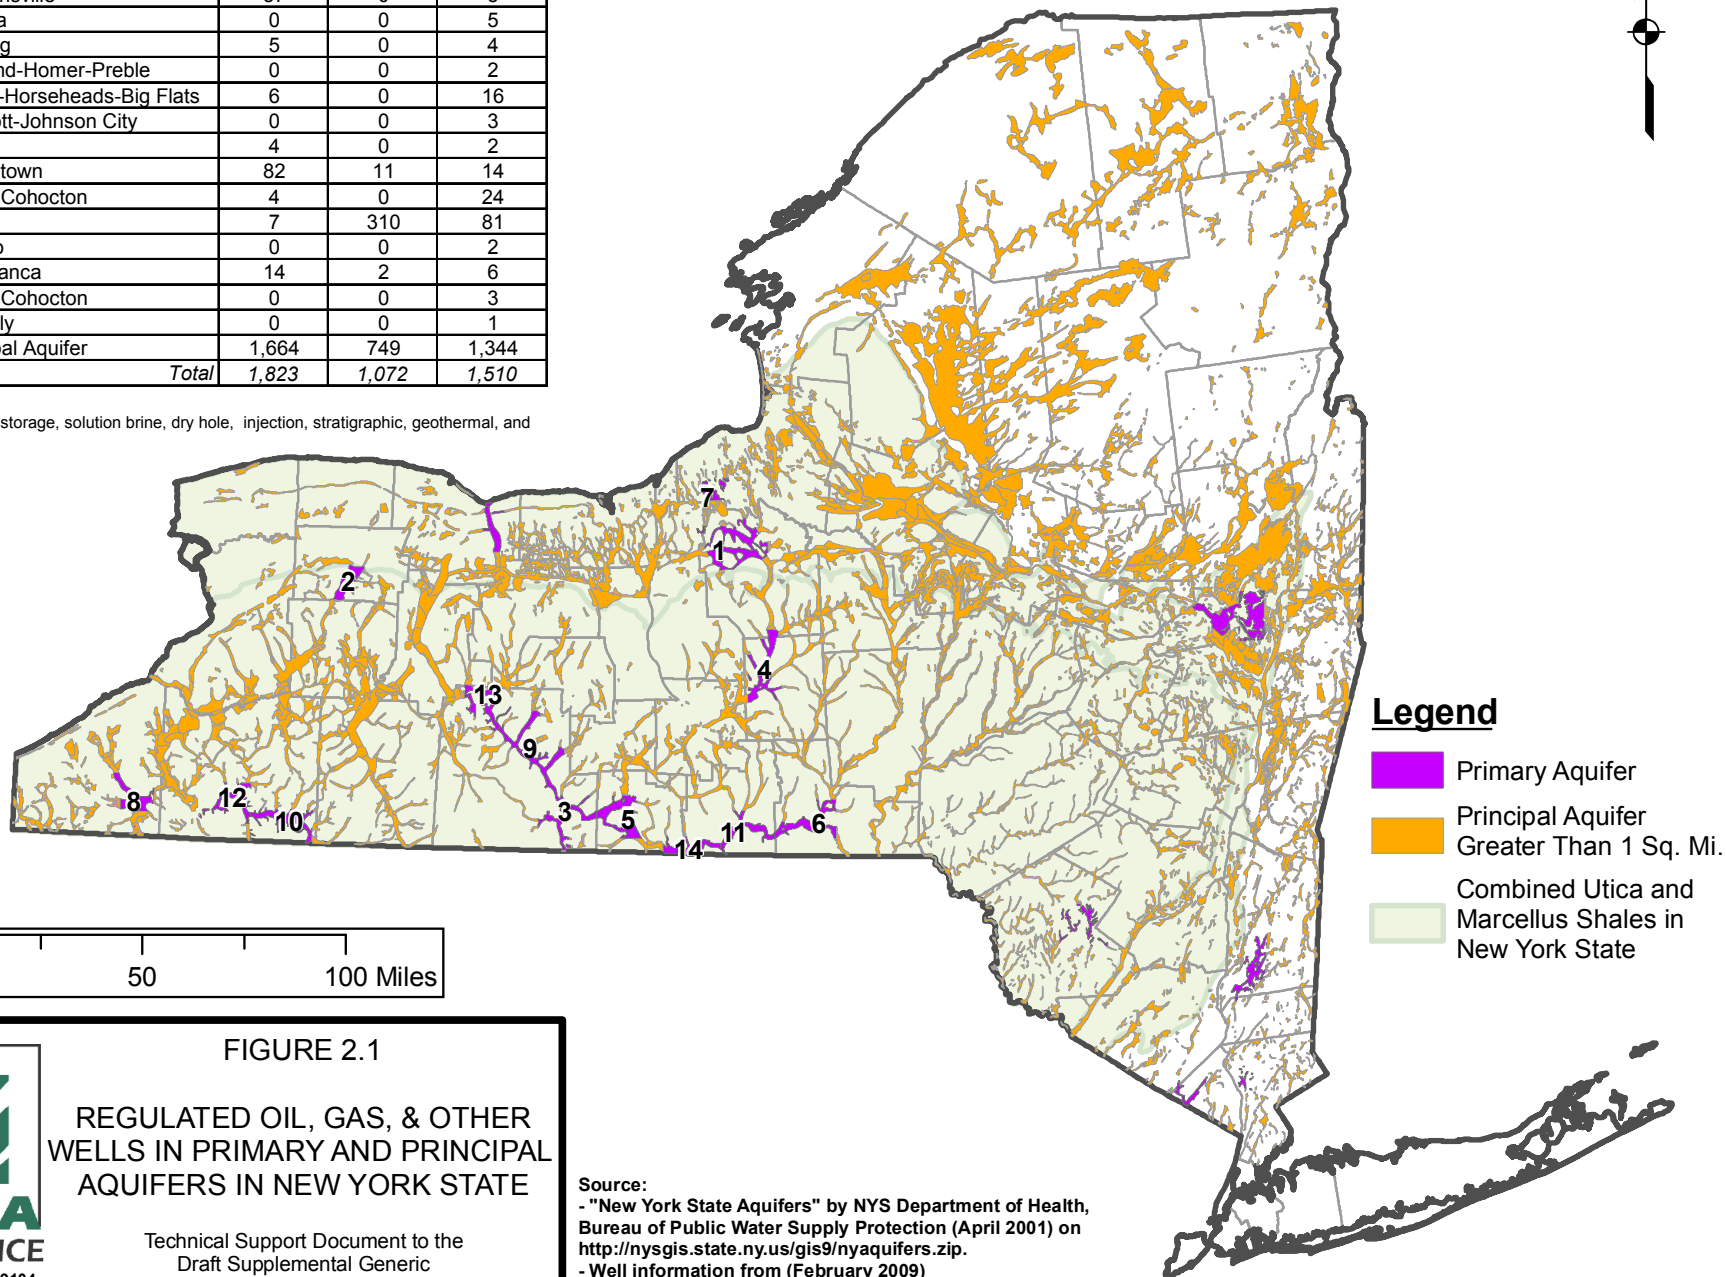 a 0 0 5
g 5 0 4
nd-Homer-Preble 0 0 2
-Horseheads-Big Flats 6 0 16
ott-Johnson City 0 0 3
4 0 2
town 82 11 14
Cohocton 4 0 24
7 310 81
o 0 0 2
anca 14 2 6
Cohocton 0 0 3
ly 0 0 1
pal Aquifer 1,664 749 1,344
Total 1,823 1,072 1,510
storage, solution brine, dry hole, injection, stratigraphic, geothermal, and
7
1
2
4
13
9
8
12
10
3
5
11
6
14
Legend
Primary Aquifer
Principal Aquifer
Greater Than 1 Sq. Mi.
Combined Utica and
Marcellus Shales in
New York State
50 100 Miles
FIGURE 2.1
REGULATED OIL, GAS, & OTHER
WELLS IN PRIMARY AND PRINCIPAL
AQUIFERS IN NEW YORK STATE
Technical Support Document to the
Draft Supplemental Generic
Source:
- "New York State Aquifers" by NYS Department of Health,
Bureau of Public Water Supply Protection (April 2001) on
http://nysgis.state.ny.us/gis9/nyaquifers.zip.
- Well information from (February 2009)